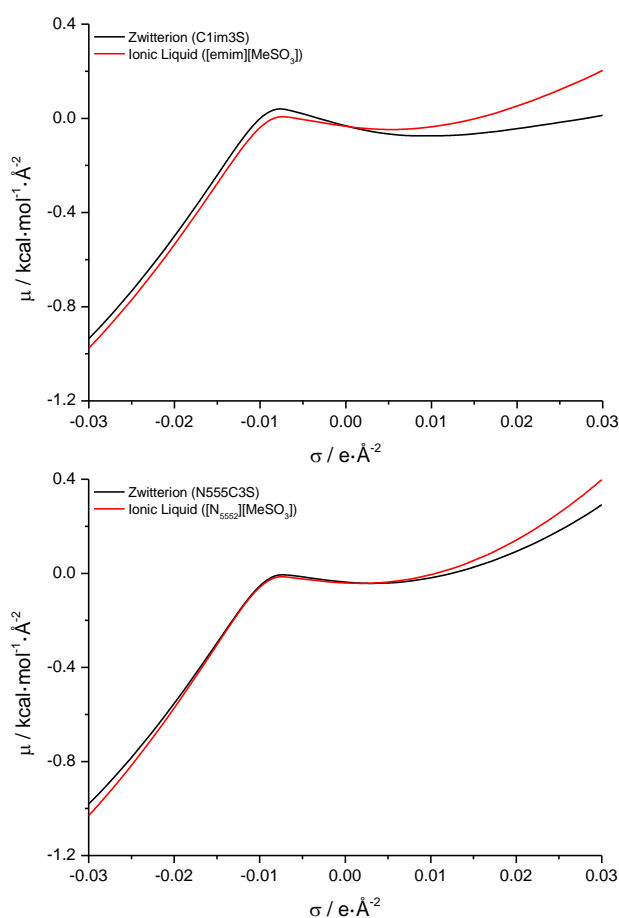 0.4
Zwitterion (C1im3S)
Ionic Liquid ([emim][MeSO₃])
0.0
-0.4
-0.8
-1.2
μ / kcal·mol⁻¹·Å⁻²
-0.03 -0.02 -0.01 0.00 0.01 0.02 0.03
σ / e·Å⁻²
0.4
Zwitterion (N555C3S)
Ionic Liquid ([N₅₅₅₂][MeSO₃])
0.0
-0.4
-0.8
-1.2
μ / kcal·mol⁻¹·Å⁻²
-0.03 -0.02 -0.01 0.00 0.01 0.02 0.03
σ / e·Å⁻²